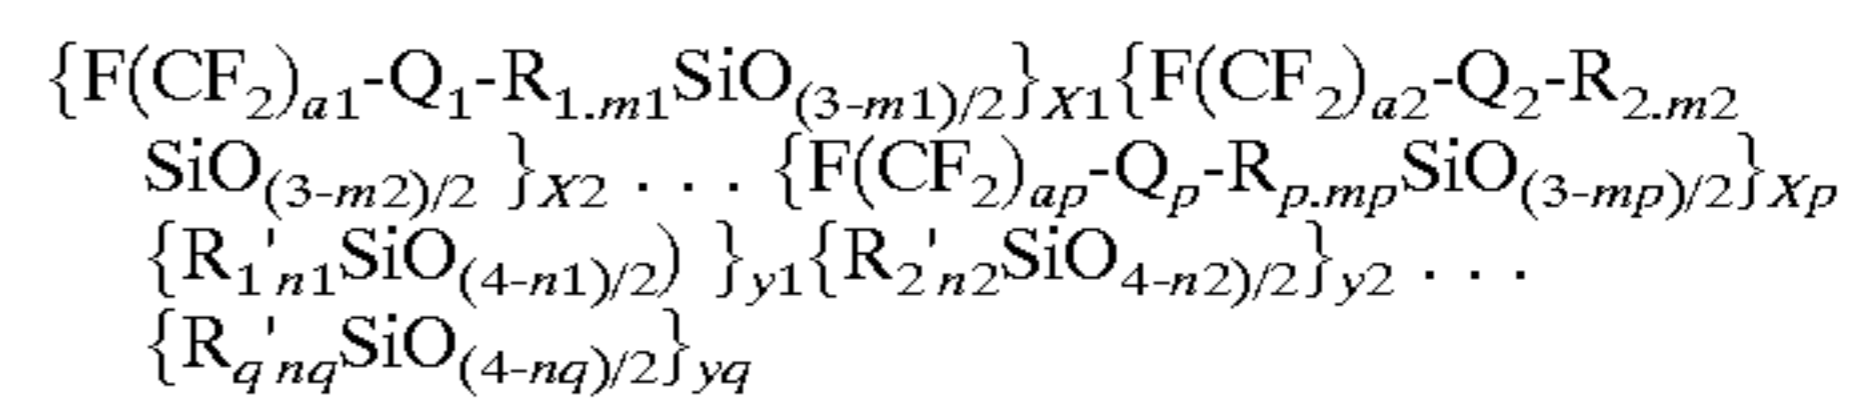 {F(CF₂)ₐ₁-Q₁-R₁.ₘ₁SiO₍₃₋ₘ₁₎/₂}X1{F(CF₂)ₐ₂-Q₂-R₂.ₘ₂
SiO₍₃₋ₘ₂₎/₂ }X2 . . . {F(CF₂)ₐₚ-Qₚ-Rₚ.ₘₚSiO₍₃₋ₘₚ₎/₂}Xp
{R₁'ₙ₁SiO₍₄₋ₙ₁₎/₂) }y1{R₂'ₙ₂SiO₄₋ₙ₂₎/₂}y2 . . .
{Rq'nqSiO(4-nq)/2}yq